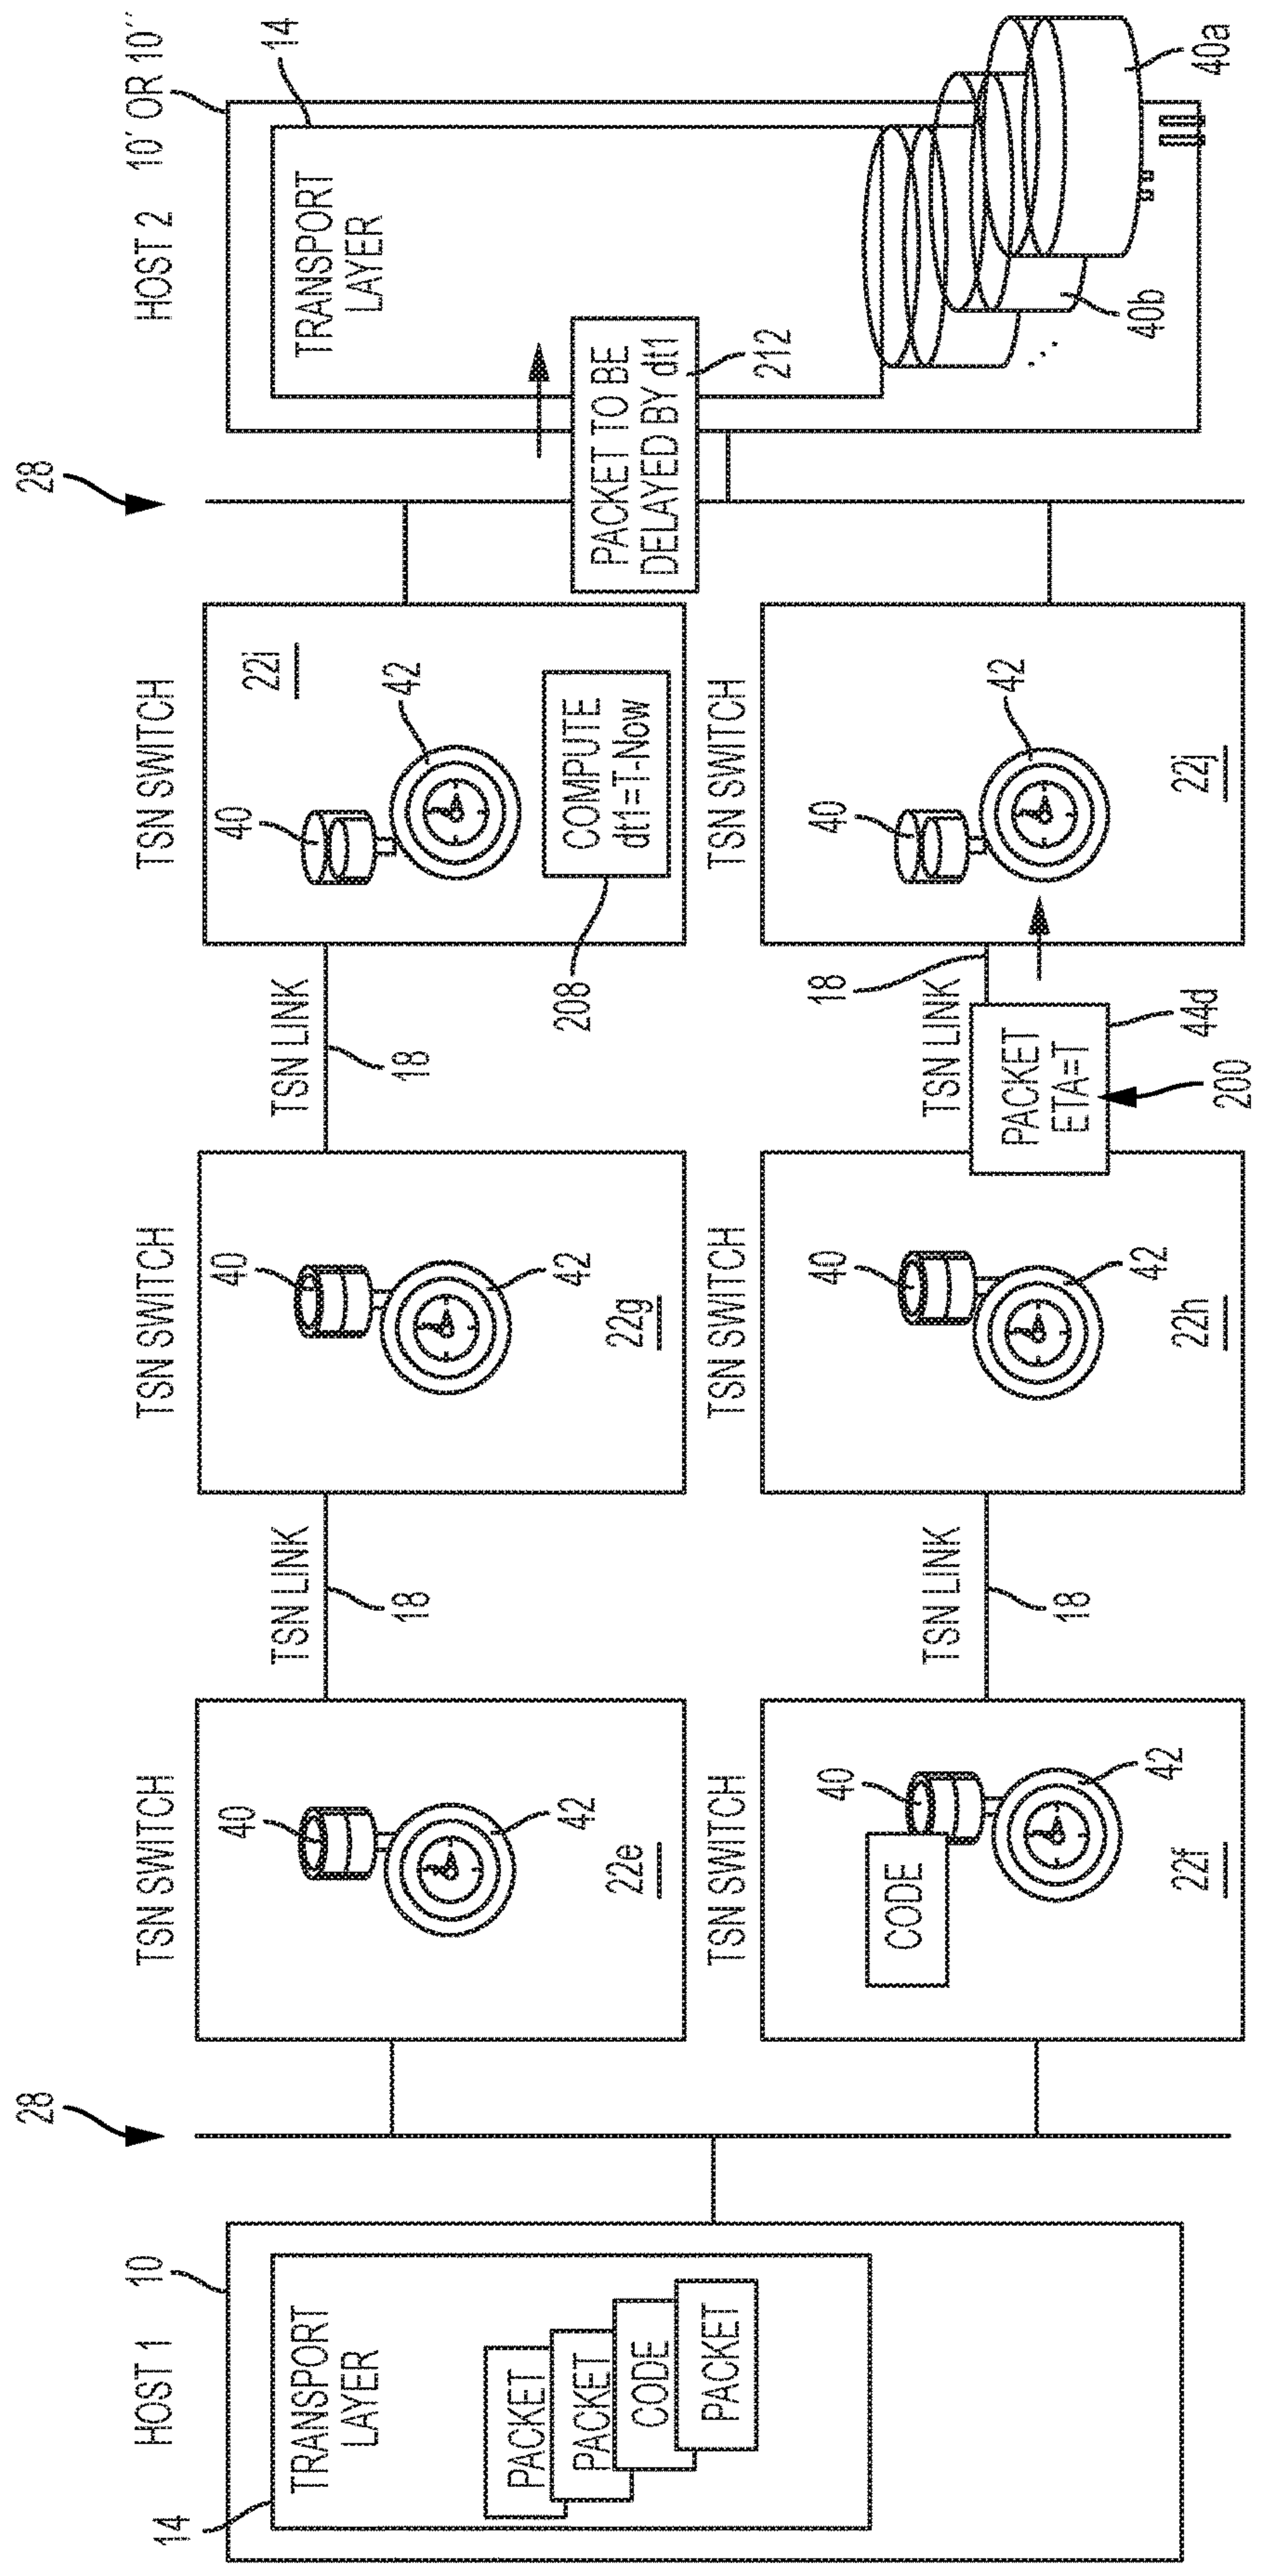 28
28
HOST 1
10
14
TRANSPORT
LAYER
PACKET
PACKET
CODE
PACKET
TSN SWITCH
40
42
22e
TSN LINK
18
TSN SWITCH
40
42
22g
TSN LINK
18
TSN SWITCH
22i
40
42
COMPUTE
dt1=T-Now
208
TSN SWITCH
CODE
40
42
22f
TSN LINK
18
TSN SWITCH
40
42
22h
TSN LINK
18
PACKET
ETA=T
44d
200
TSN SWITCH
40
42
22j
HOST 2
10′ OR 10″
14
TRANSPORT
LAYER
PACKET TO BE
DELAYED BY dt1
212
40b
40a